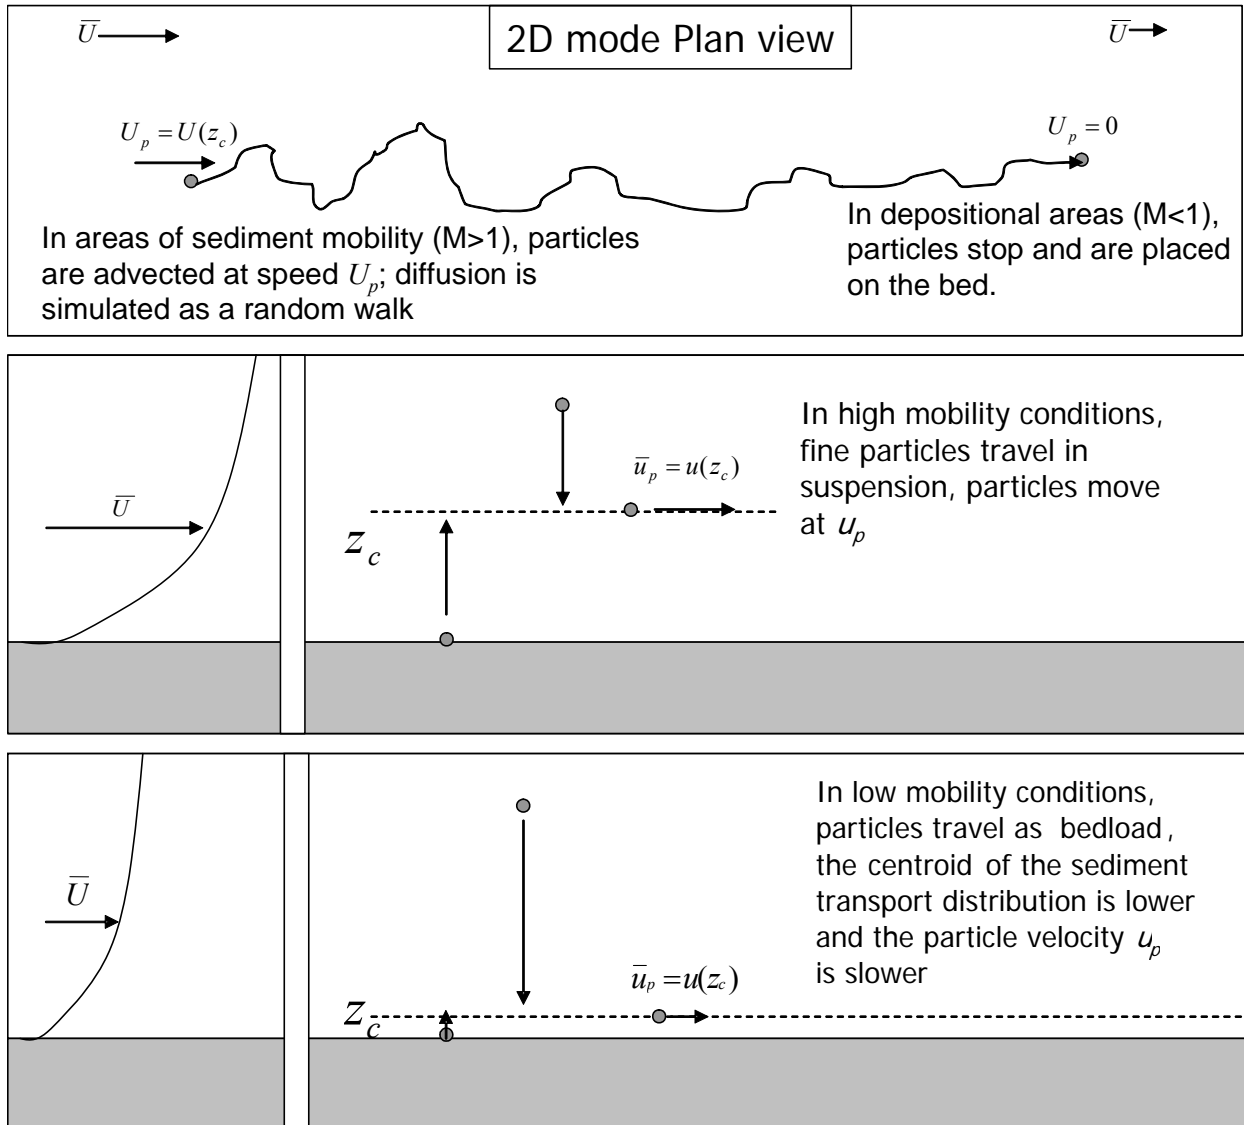 U̅
2D mode Plan view
U̅
U_p = U(z_c)
U_p = 0
In areas of sediment mobility (M>1), particles
are advected at speed U_p; diffusion is
simulated as a random walk
In depositional areas (M<1),
particles stop and are placed
on the bed.
U̅
z_c
u̅_p = u(z_c)
In high mobility conditions,
fine particles travel in
suspension, particles move
at u_p
U̅
z_c
u̅_p = u(z_c)
In low mobility conditions,
particles travel as bedload,
the centroid of the sediment
transport distribution is lower
and the particle velocity u_p
is slower